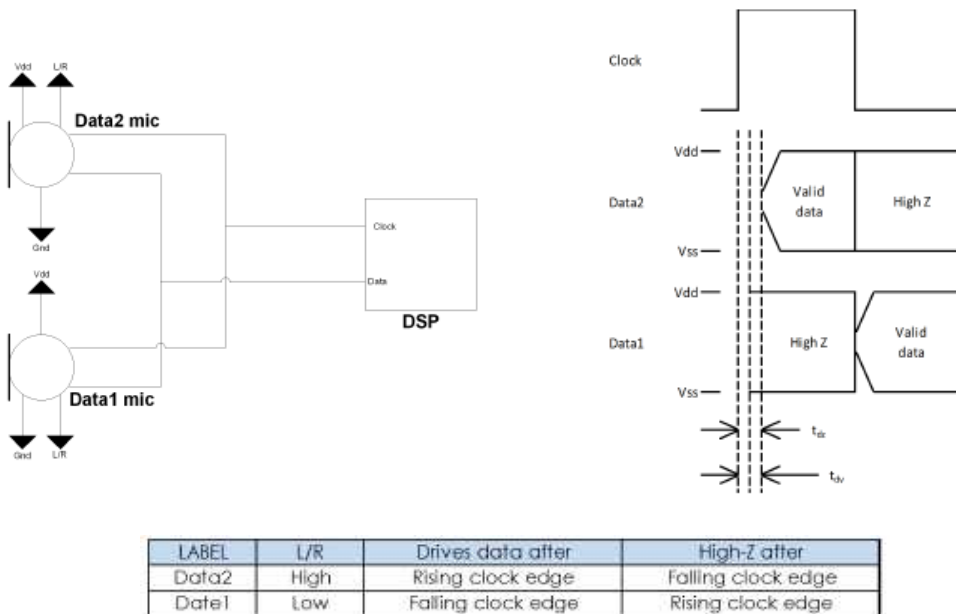 Vdd L/R
Data2 mic
Gnd
Vdd
Data1 mic
Gnd L/R
Clock
Data
DSP
Clock
Vdd
Data2
Valid data
High Z
Vss
Vdd
Data1
High Z
Valid data
Vss
tdz
tdv
LABEL L/R Drives data after High-Z after
Data2 High Rising clock edge Falling clock edge
Date1 Low Falling clock edge Rising clock edge